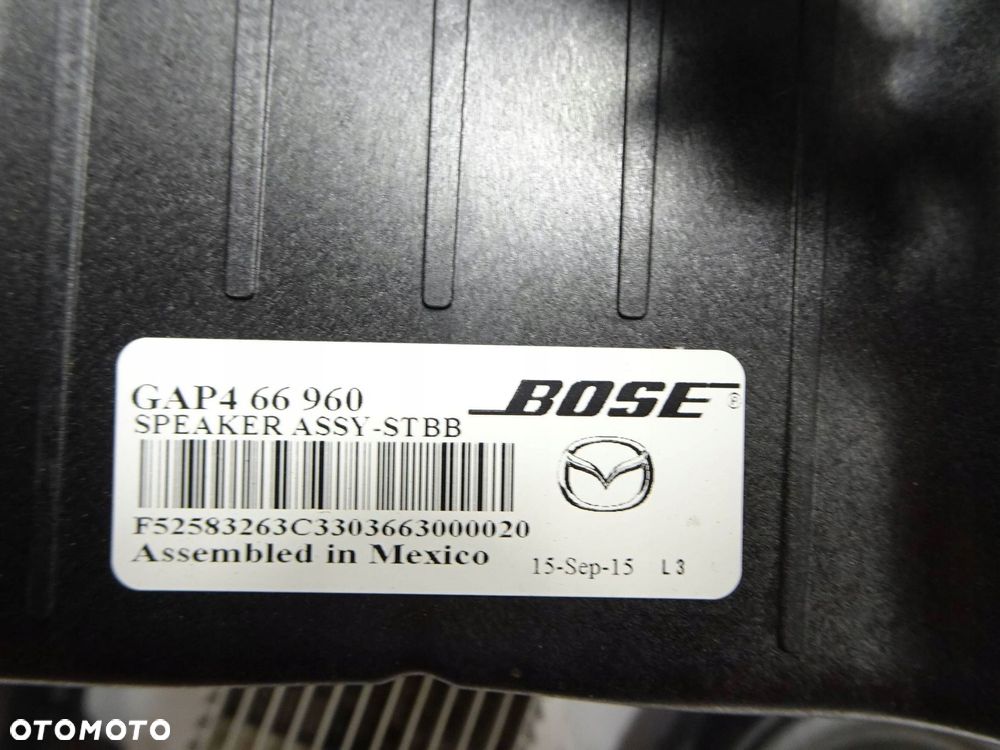 GAP4 66 960
BOSE®
SPEAKER ASSY-STBB
F52583263C3303663000020
Assembled in Mexico
15-Sep-15 L3
OTOMOTO